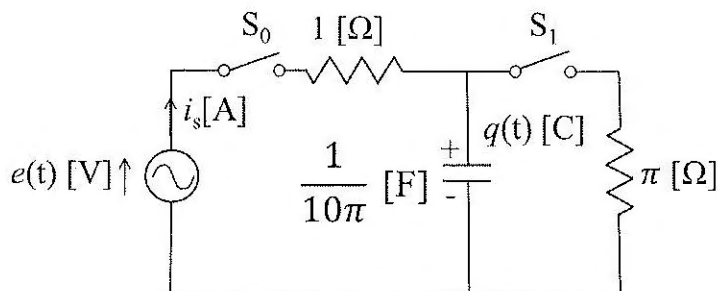 S₀ 1 [Ω] S₁
iₛ[A]
e(t) [V]
+ q(t) [C]
1/10π [F]
-
π [Ω]